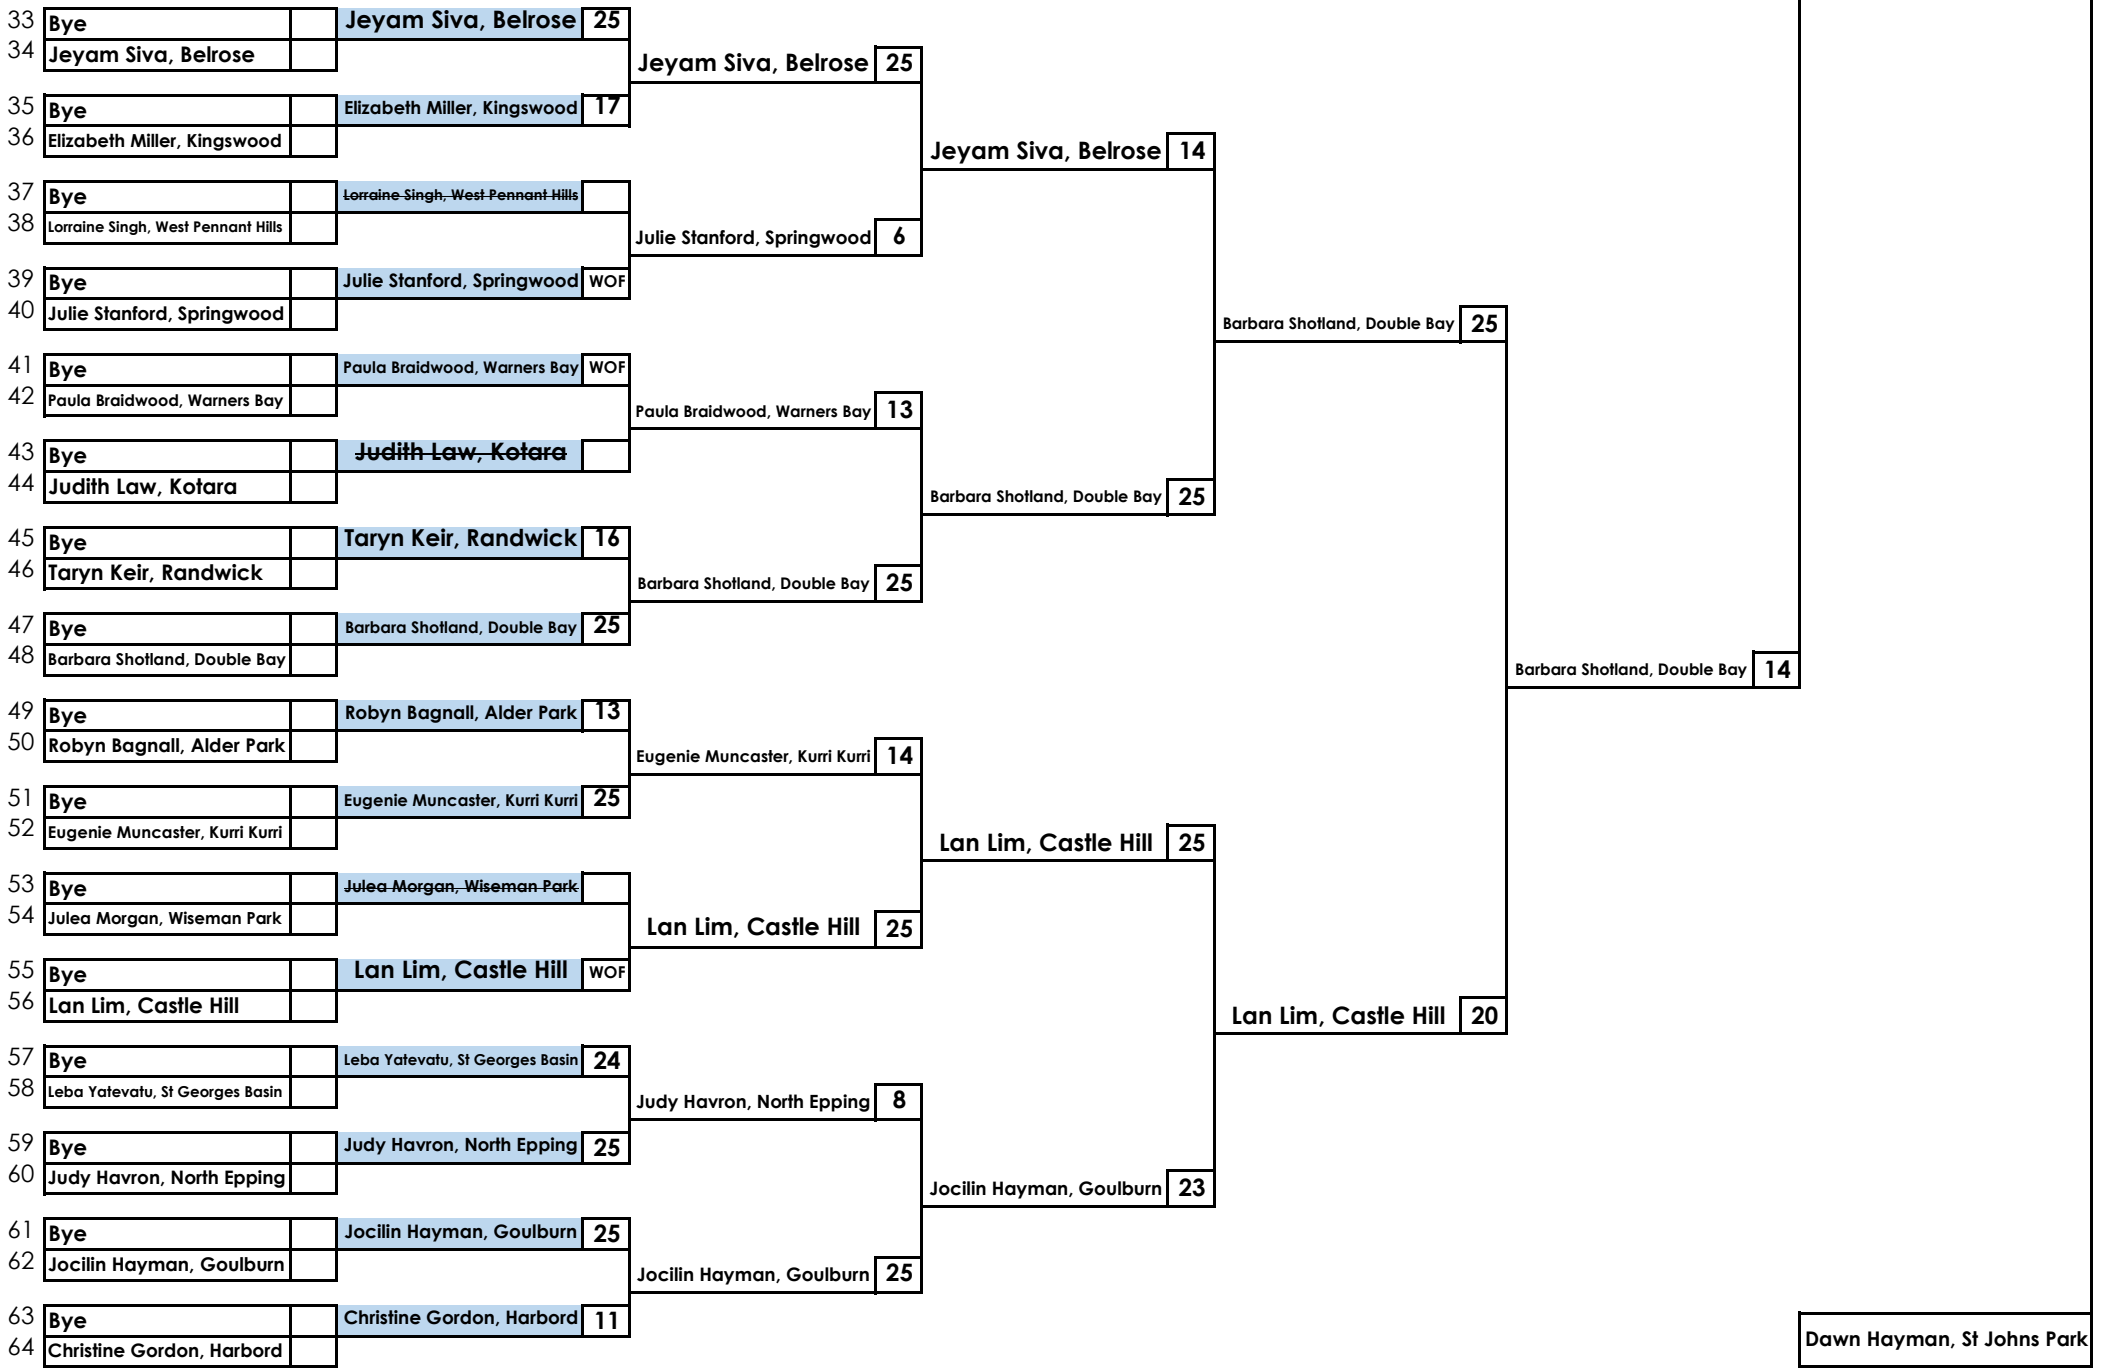 33 Bye Jeyam Siva, Belrose 25
34 Jeyam Siva, Belrose
Jeyam Siva, Belrose 25
35 Bye Elizabeth Miller, Kingswood 17
36 Elizabeth Miller, Kingswood
Jeyam Siva, Belrose 14
37 Bye Lorraine Singh, West Pennant Hills
38 Lorraine Singh, West Pennant Hills
Julie Stanford, Springwood 6
39 Bye Julie Stanford, Springwood WOF
40 Julie Stanford, Springwood
Barbara Shotland, Double Bay 25
41 Bye Paula Braidwood, Warners Bay WOF
42 Paula Braidwood, Warners Bay
Paula Braidwood, Warners Bay 13
43 Bye Judith Law, Kotara
44 Judith Law, Kotara
Barbara Shotland, Double Bay 25
45 Bye Taryn Keir, Randwick 16
46 Taryn Keir, Randwick
Barbara Shotland, Double Bay 25
47 Bye Barbara Shotland, Double Bay 25
48 Barbara Shotland, Double Bay
Barbara Shotland, Double Bay 14
49 Bye Robyn Bagnall, Alder Park 13
50 Robyn Bagnall, Alder Park
Eugenie Muncaster, Kurri Kurri 14
51 Bye Eugenie Muncaster, Kurri Kurri 25
52 Eugenie Muncaster, Kurri Kurri
Lan Lim, Castle Hill 25
53 Bye Julea Morgan, Wiseman Park
54 Julea Morgan, Wiseman Park
Lan Lim, Castle Hill 25
55 Bye Lan Lim, Castle Hill WOF
56 Lan Lim, Castle Hill
Lan Lim, Castle Hill 20
57 Bye Leba Yatevatu, St Georges Basin 24
58 Leba Yatevatu, St Georges Basin
Judy Havron, North Epping 8
59 Bye Judy Havron, North Epping 25
60 Judy Havron, North Epping
Jocilin Hayman, Goulburn 23
61 Bye Jocilin Hayman, Goulburn 25
62 Jocilin Hayman, Goulburn
Jocilin Hayman, Goulburn 25
63 Bye Christine Gordon, Harbord 11
64 Christine Gordon, Harbord
Dawn Hayman, St Johns Park